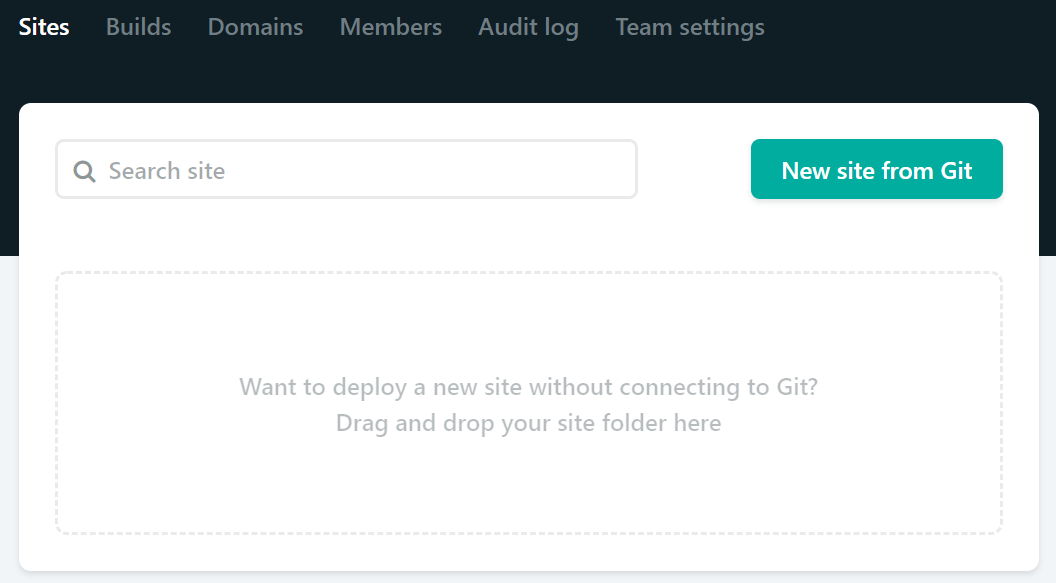 Sites Builds Domains Members Audit log Team settings
Search site
New site from Git
Want to deploy a new site without connecting to Git?
Drag and drop your site folder here